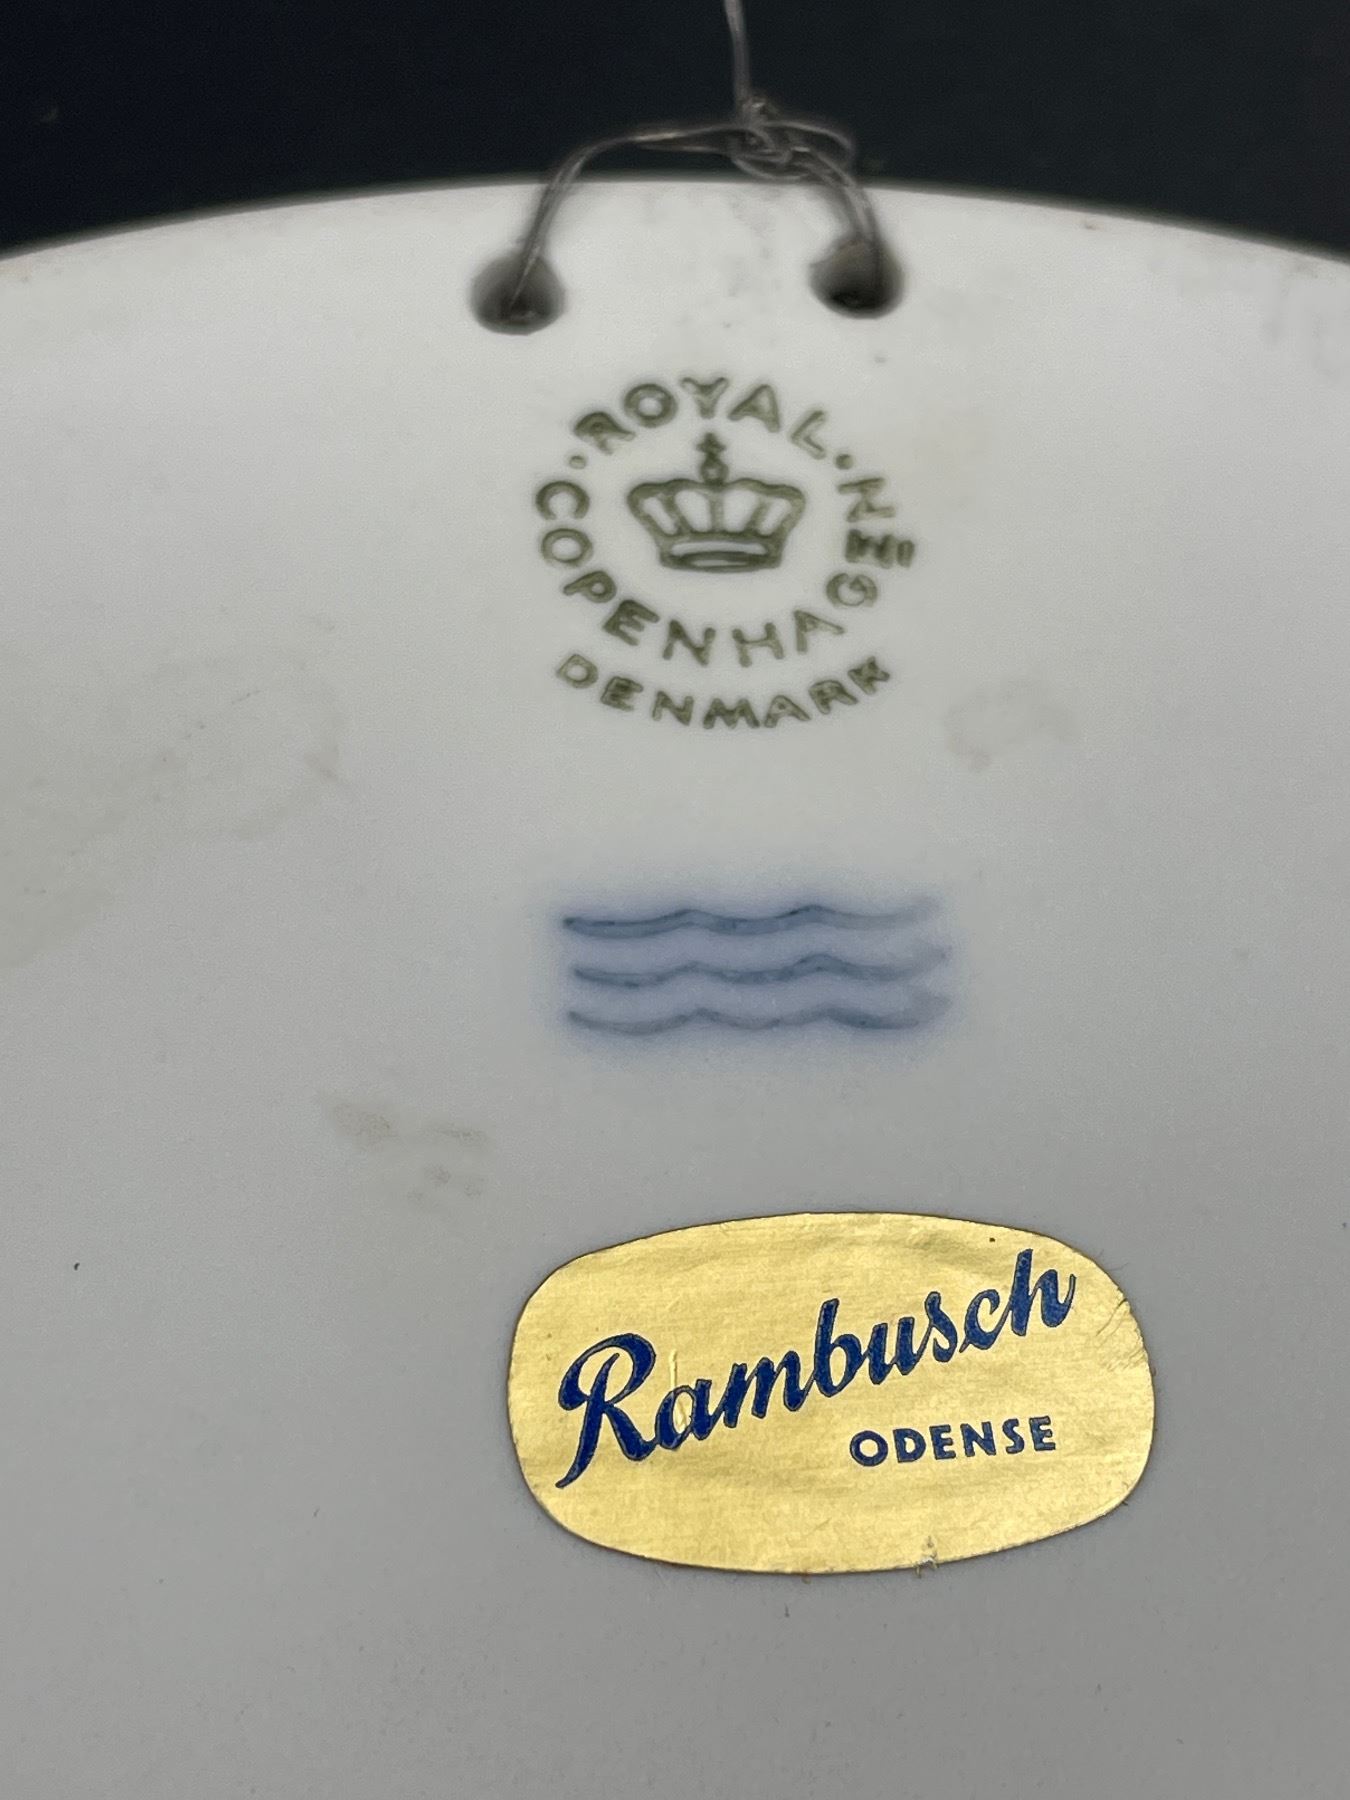 ROYAL
COPENHAGEN
DENMARK
Rambusch
ODENSE